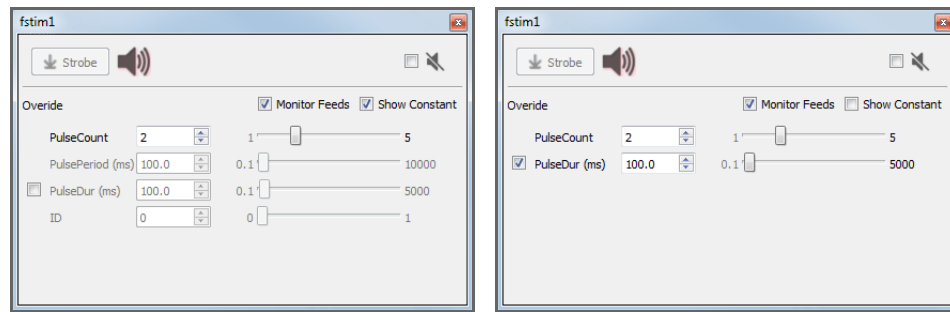 fstim1
Strobe
Overide Monitor Feeds Show Constant
PulseCount 2 1 5
PulsePeriod (ms) 100.0 0.1 10000
PulseDur (ms) 100.0 0.1 5000
ID 0 0 1
fstim1
Strobe
Overide Monitor Feeds Show Constant
PulseCount 2 1 5
PulseDur (ms) 100.0 0.1 5000